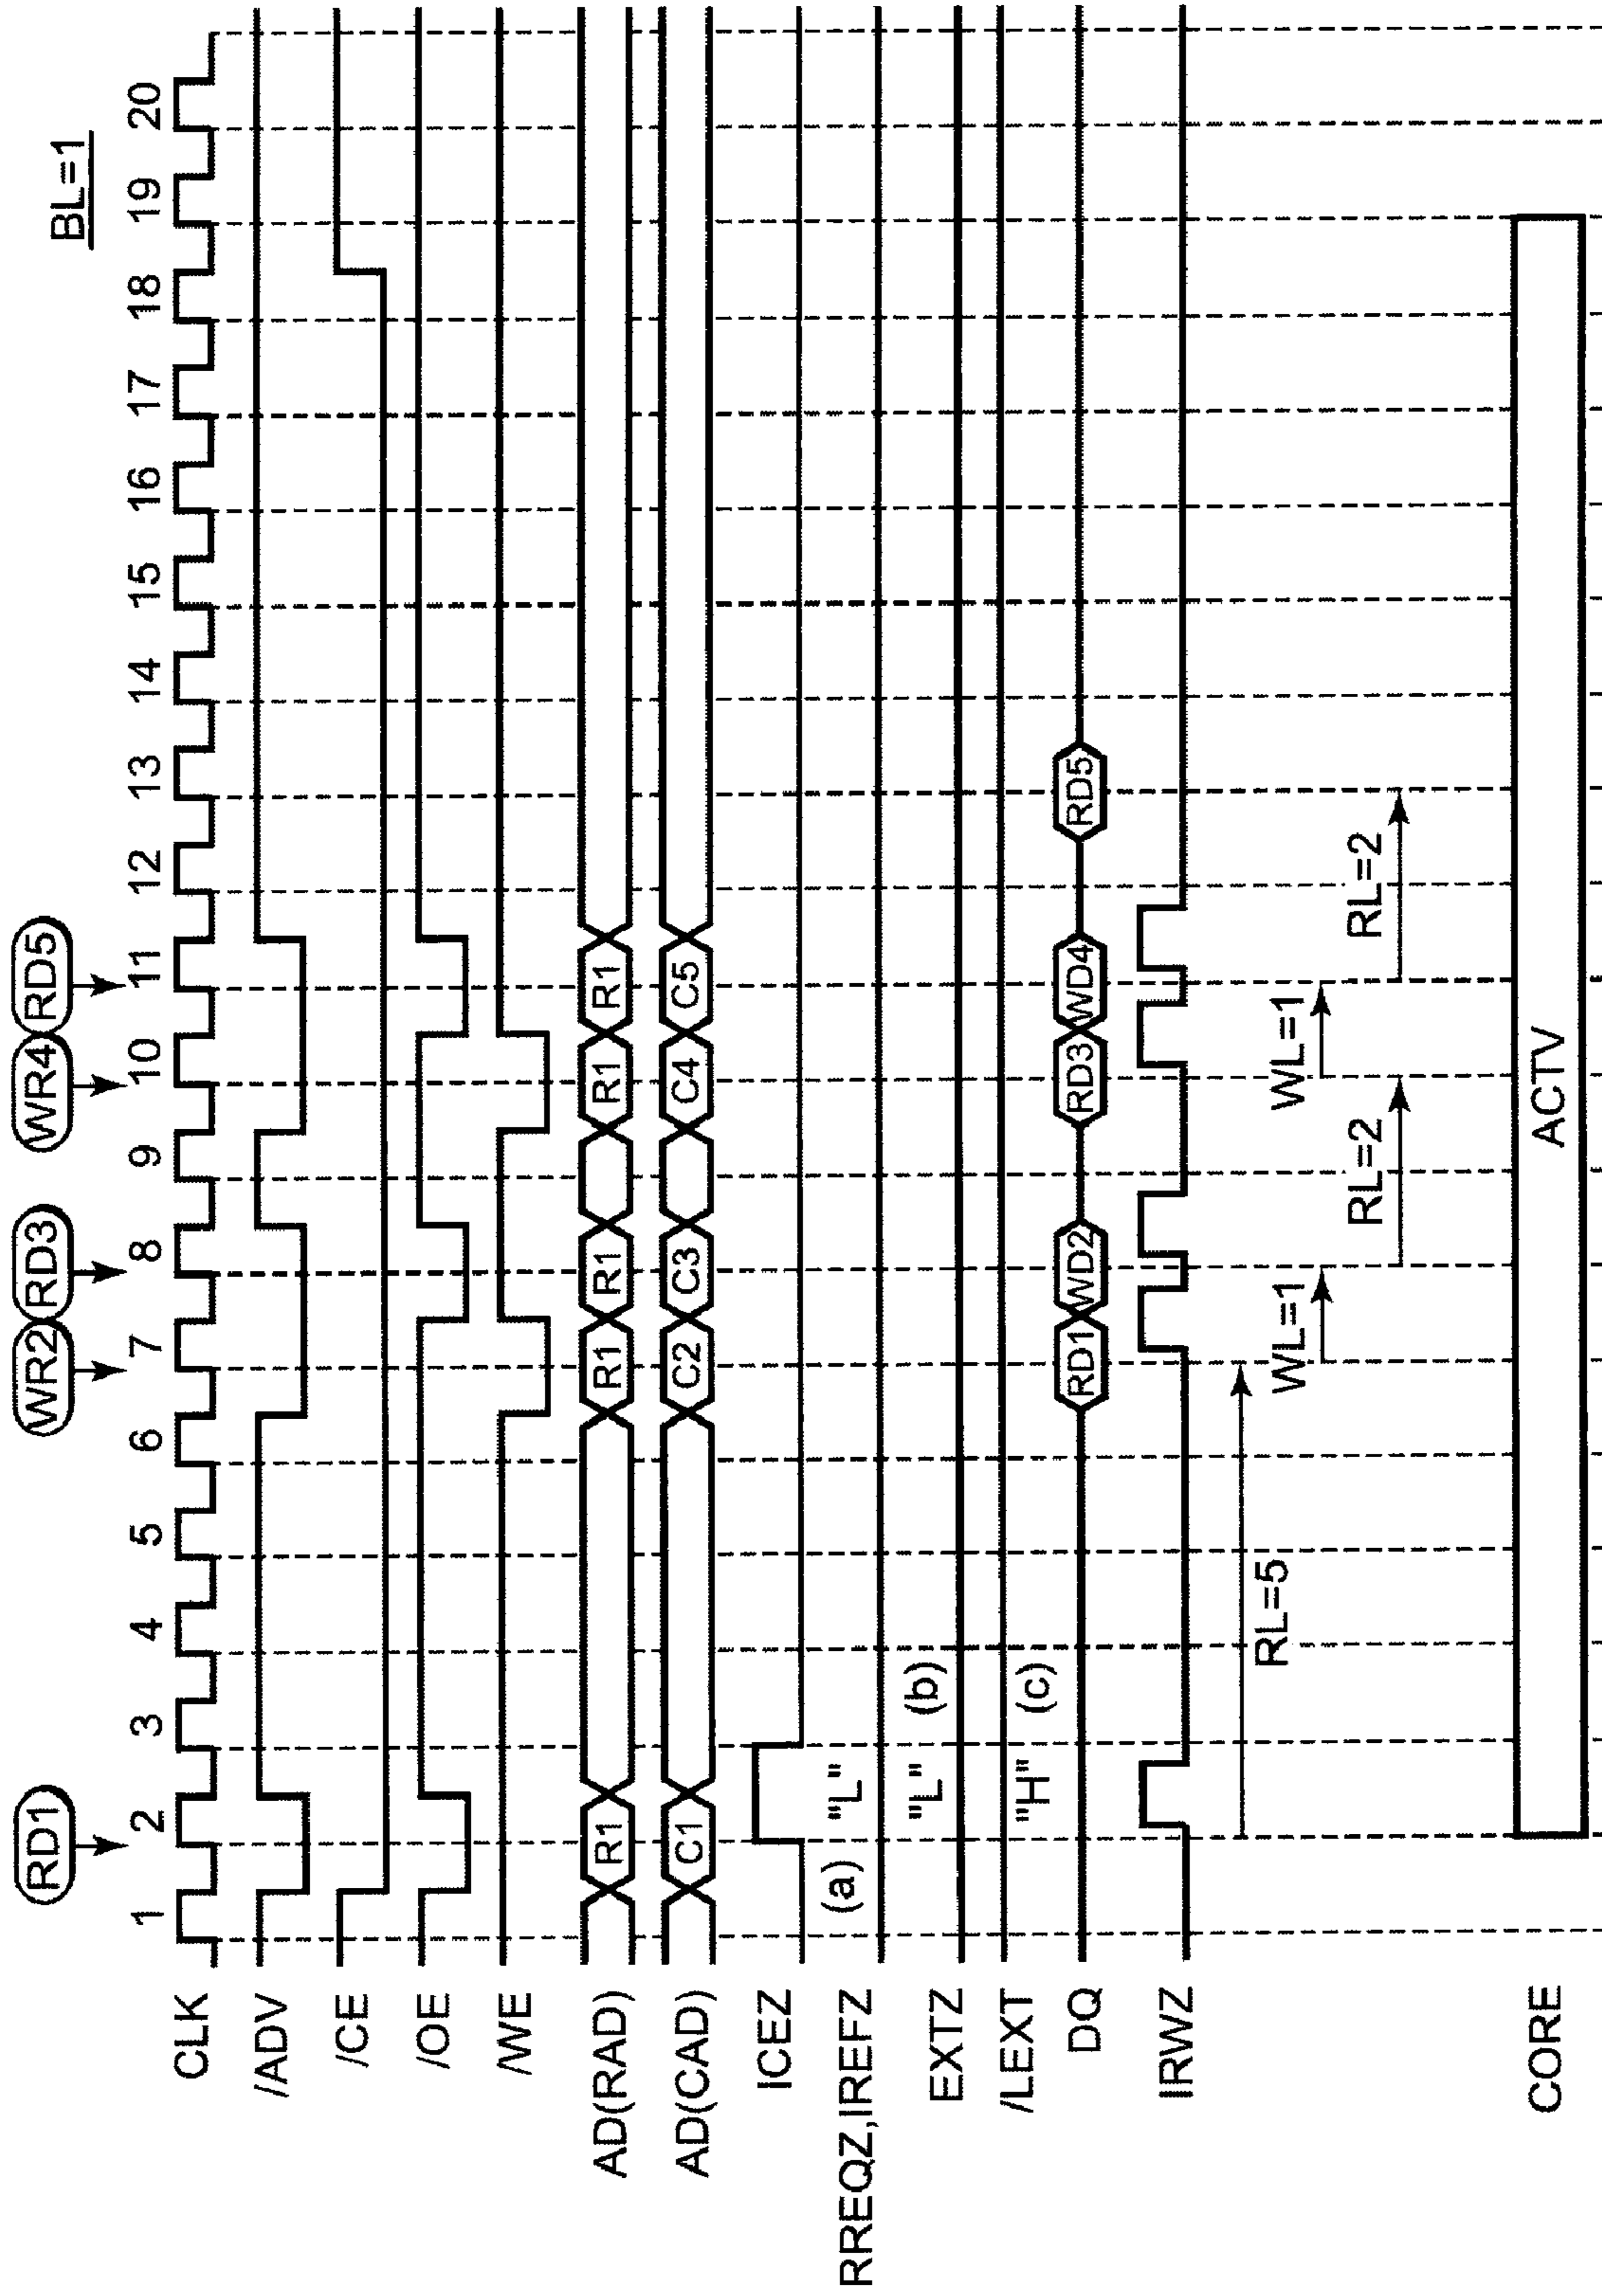 BL=1
RD1 WR2 RD3 WR4 RD5
1 2 3 4 5 6 7 8 9 10 11 12 13 14 15 16 17 18 19 20
CLK
/ADV
/CE
/OE
/WE
AD(RAD) R1 R1 R1 R1 R1
AD(CAD) C1 C2 C3 C4 C5
ICEZ
(a) "L"
RREQZ,IREFZ
"L" (b)
EXTZ
/LEXT
"H" (c)
DQ RD1 WD2 RD3 WD4 RD5
IRWZ
RL=5
WL=1 WL=1
RL=2 RL=2
CORE ACTV